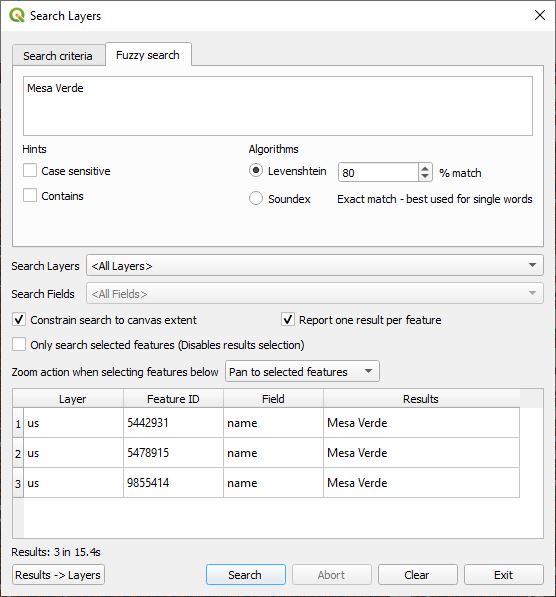 Search Layers
Search criteria
Fuzzy search
Mesa Verde
Hints
Algorithms
Case sensitive
Levenshtein 80 % match
Contains
Soundex Exact match - best used for single words
Search Layers <All Layers>
Search Fields <All Fields>
Constrain search to canvas extent
Report one result per feature
Only search selected features (Disables results selection)
Zoom action when selecting features below Pan to selected features
Layer Feature ID Field Results
1 us 5442931 name Mesa Verde
2 us 5478915 name Mesa Verde
3 us 9855414 name Mesa Verde
Results: 3 in 15.4s
Results -> Layers Search Abort Clear Exit